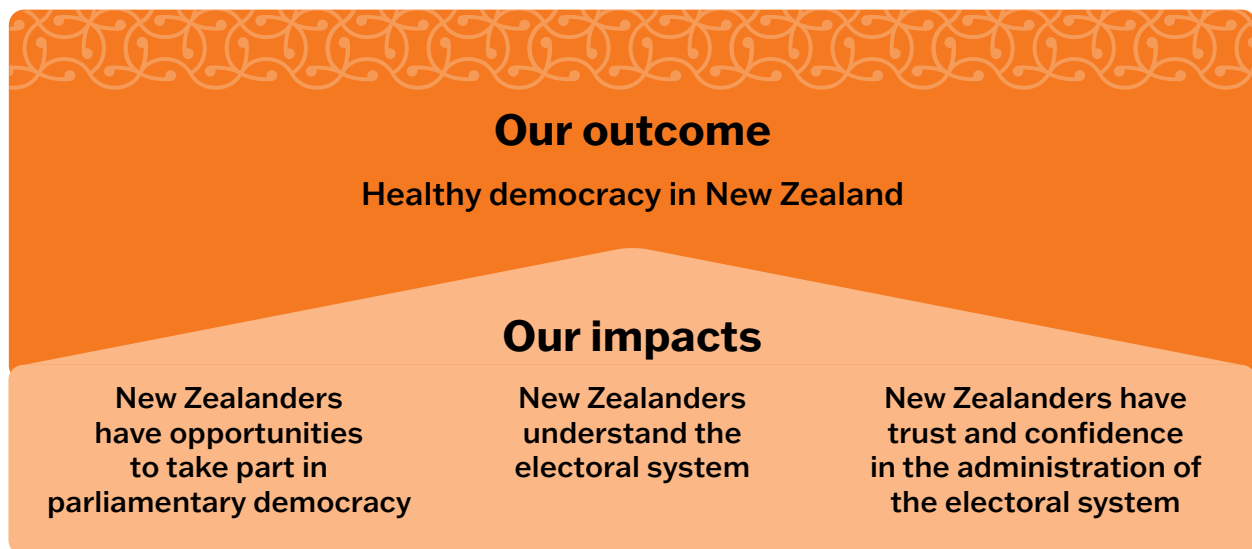 Our outcome
Healthy democracy in New Zealand
Our impacts
New Zealanders
have opportunities
to take part in
parliamentary democracy
New Zealanders
understand the
electoral system
New Zealanders have
trust and confidence
in the administration of
the electoral system